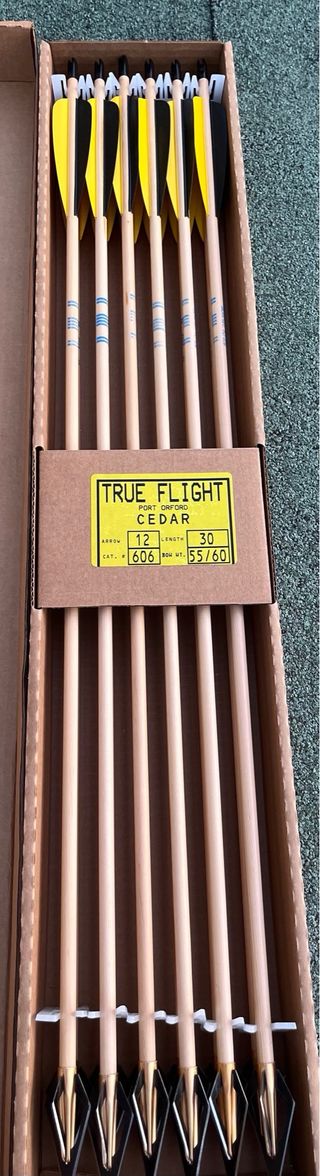 TRUE FLIGHT
PORT ORFORD
CEDAR
ARROW 12 LENGTH 30
CAT. # 606 BOW WT. 55/60